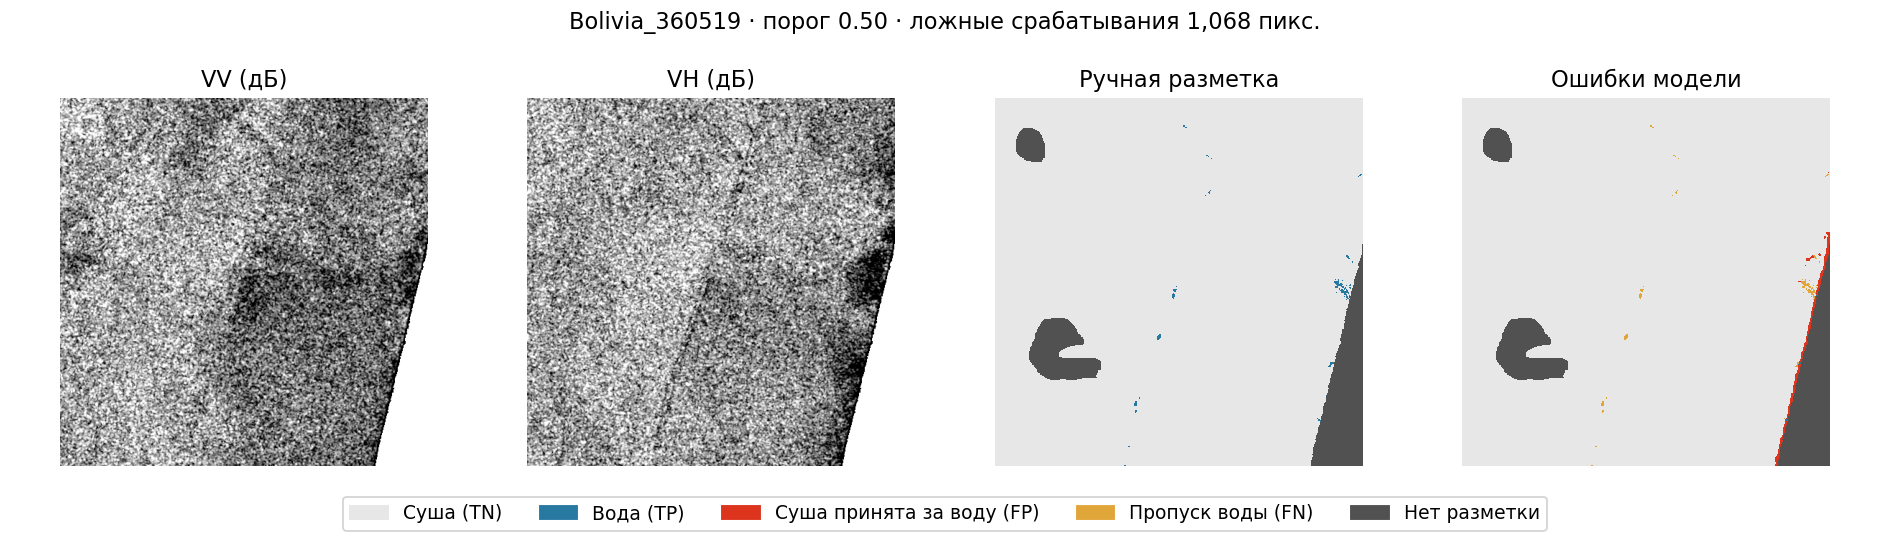 Bolivia_360519 · порог 0.50 · ложные срабатывания 1,068 пикс.
VV (дБ)
VH (дБ)
Ручная разметка
Ошибки модели
Суша (TN)
Вода (TP)
Суша принята за воду (FP)
Пропуск воды (FN)
Нет разметки